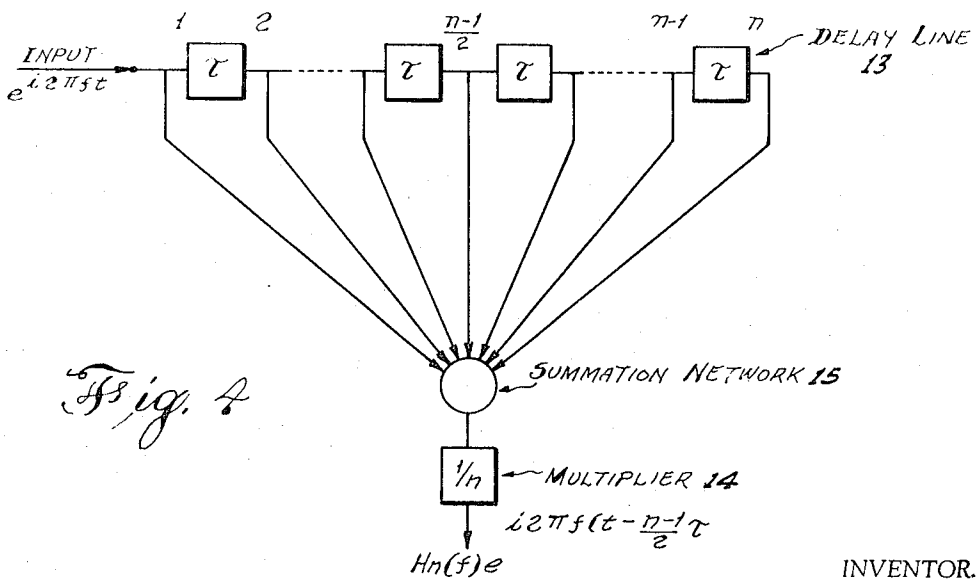 1 2 n-1/2 n-1 n
INPUT
e i2πft
τ τ τ τ
DELAY LINE
13
Fig. 4
SUMMATION NETWORK 15
1/n
MULTIPLIER 14
i2πf(t - n-1/2 τ
Hn(f)e
INVENTOR.